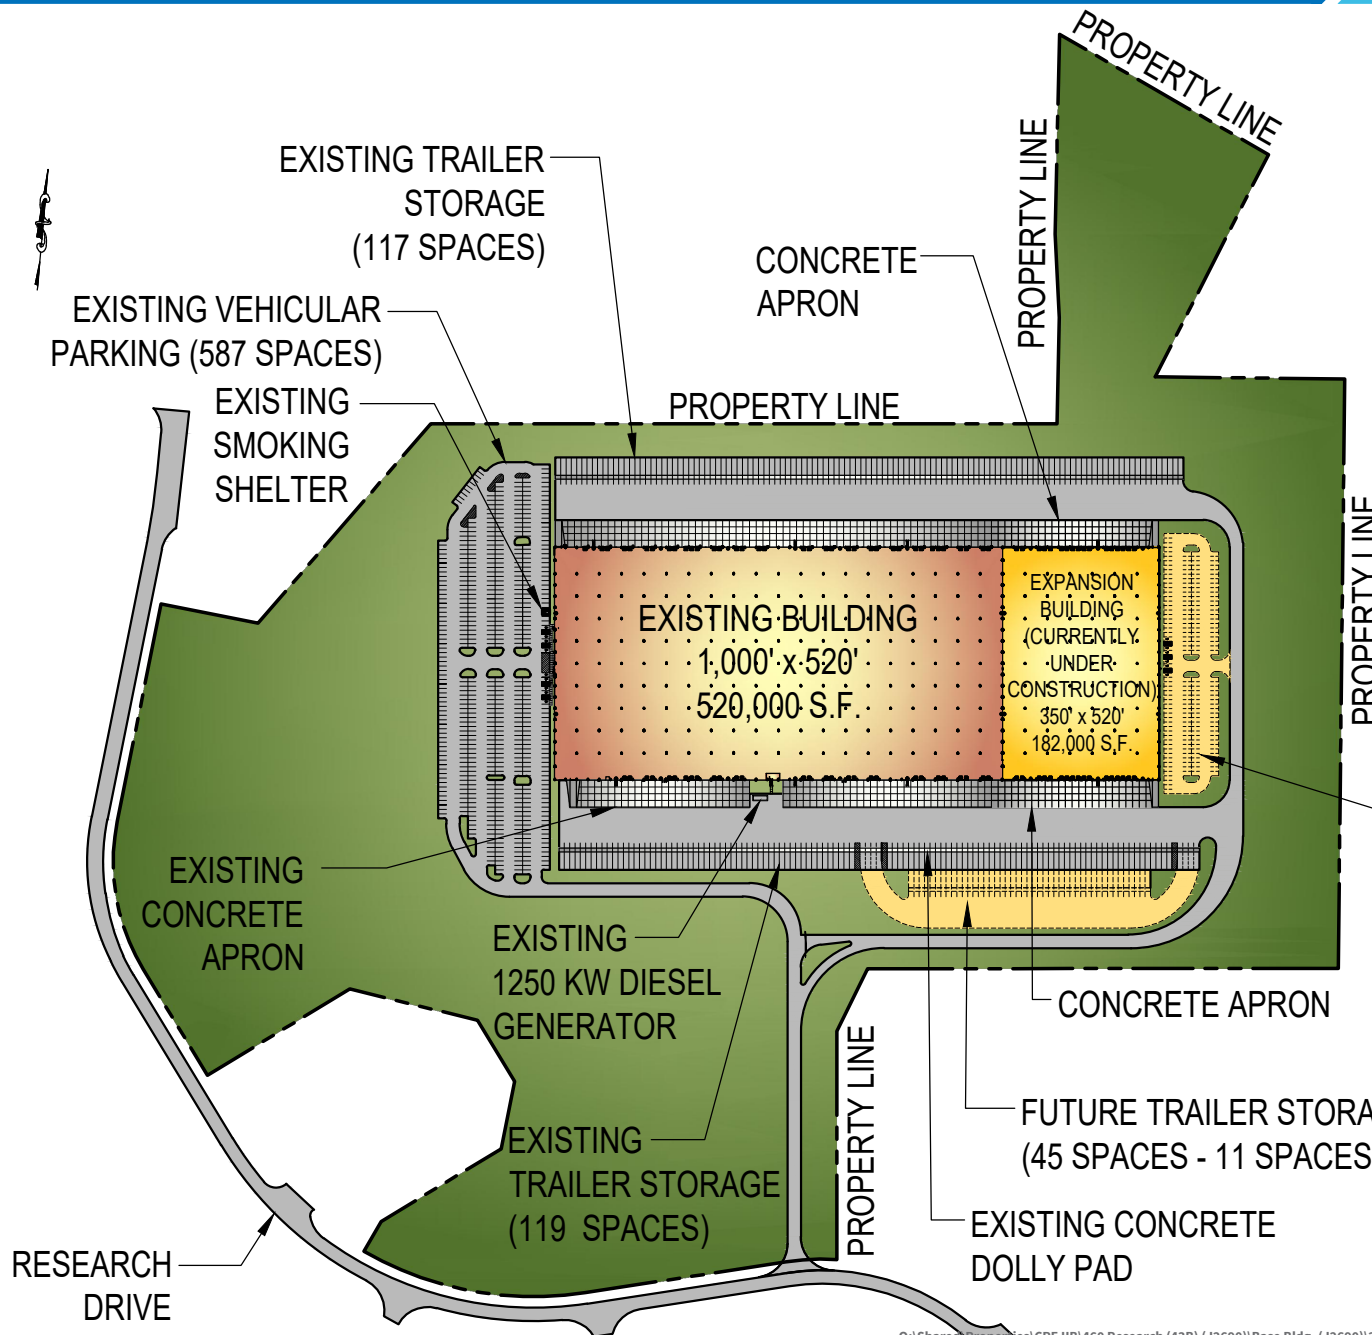 PROPERTY LINE
PROPERTY LINE
EXISTING TRAILER
STORAGE
(117 SPACES)
CONCRETE
APRON
EXISTING VEHICULAR
PARKING (587 SPACES)
EXISTING
SMOKING
SHELTER
PROPERTY LINE
PROPERTY LINE
EXISTING BUILDING
1,000' x 520'
520,000 S.F.
EXPANSION
BUILDING
(CURRENTLY
UNDER
CONSTRUCTION)
350' x 520'
182,000 S.F.
EXISTING
CONCRETE
APRON
EXISTING
1250 KW DIESEL
GENERATOR
CONCRETE APRON
PROPERTY LINE
FUTURE TRAILER STORA
(45 SPACES - 11 SPACES
EXISTING
TRAILER STORAGE
(119 SPACES)
EXISTING CONCRETE
DOLLY PAD
RESEARCH
DRIVE